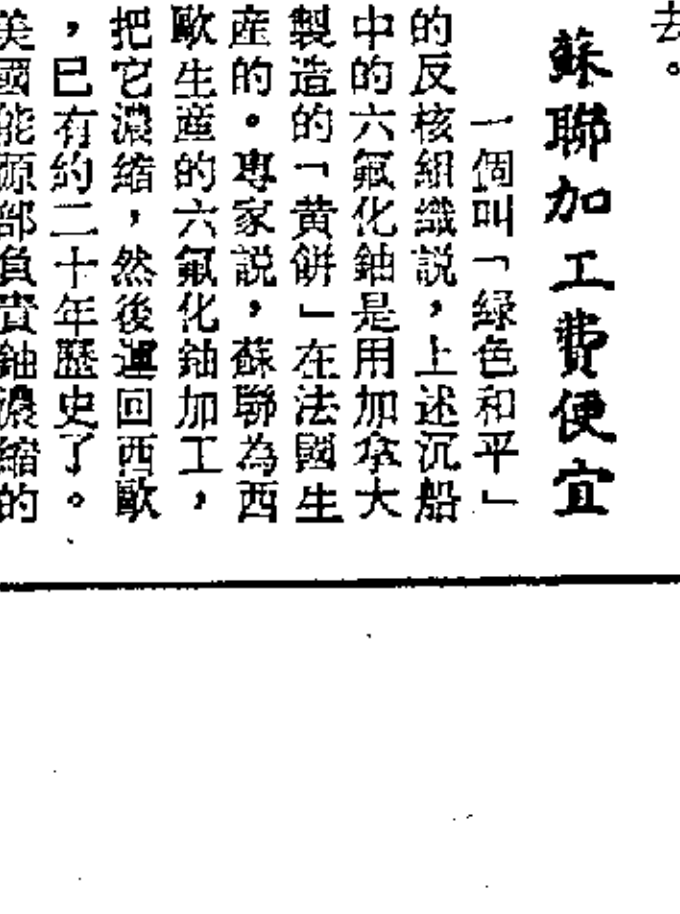 去。
蘇聯加工費便宜
一個叫「綠色和平」
的反核組織説，上述沉船
中的六氟化鈾是用加拿大
製造的「黃餅」在法國生
産的。專家説，蘇聯為西
歐生産的六氟化鈾加工，
把它濃縮，然後運回西歐
，已有約二十年歷史了。
美國能源部負責鈾濃縮的